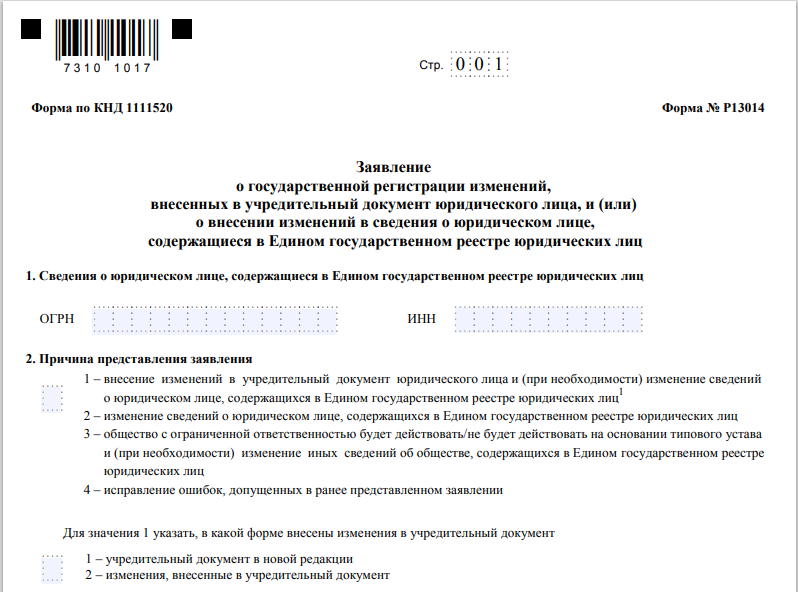 7310 1017
Стр. 001
Форма по КНД 1111520
Форма № Р13014
Заявление
о государственной регистрации изменений,
внесенных в учредительный документ юридического лица, и (или)
о внесении изменений в сведения о юридическом лице,
содержащиеся в Едином государственном реестре юридических лиц
1. Сведения о юридическом лице, содержащиеся в Едином государственном реестре юридических лиц
ОГРН
ИНН
2. Причина представления заявления
1 – внесение изменений в учредительный документ юридического лица и (при необходимости) изменение сведений
о юридическом лице, содержащихся в Едином государственном реестре юридических лиц1
2 – изменение сведений о юридическом лице, содержащихся в Едином государственном реестре юридических лиц
3 – общество с ограниченной ответственностью будет действовать/не будет действовать на основании типового устава
и (при необходимости) изменение иных сведений об обществе, содержащихся в Едином государственном реестре
юридических лиц
4 – исправление ошибок, допущенных в ранее представленном заявлении
Для значения 1 указать, в какой форме внесены изменения в учредительный документ
1 – учредительный документ в новой редакции
2 – изменения, внесенные в учредительный документ